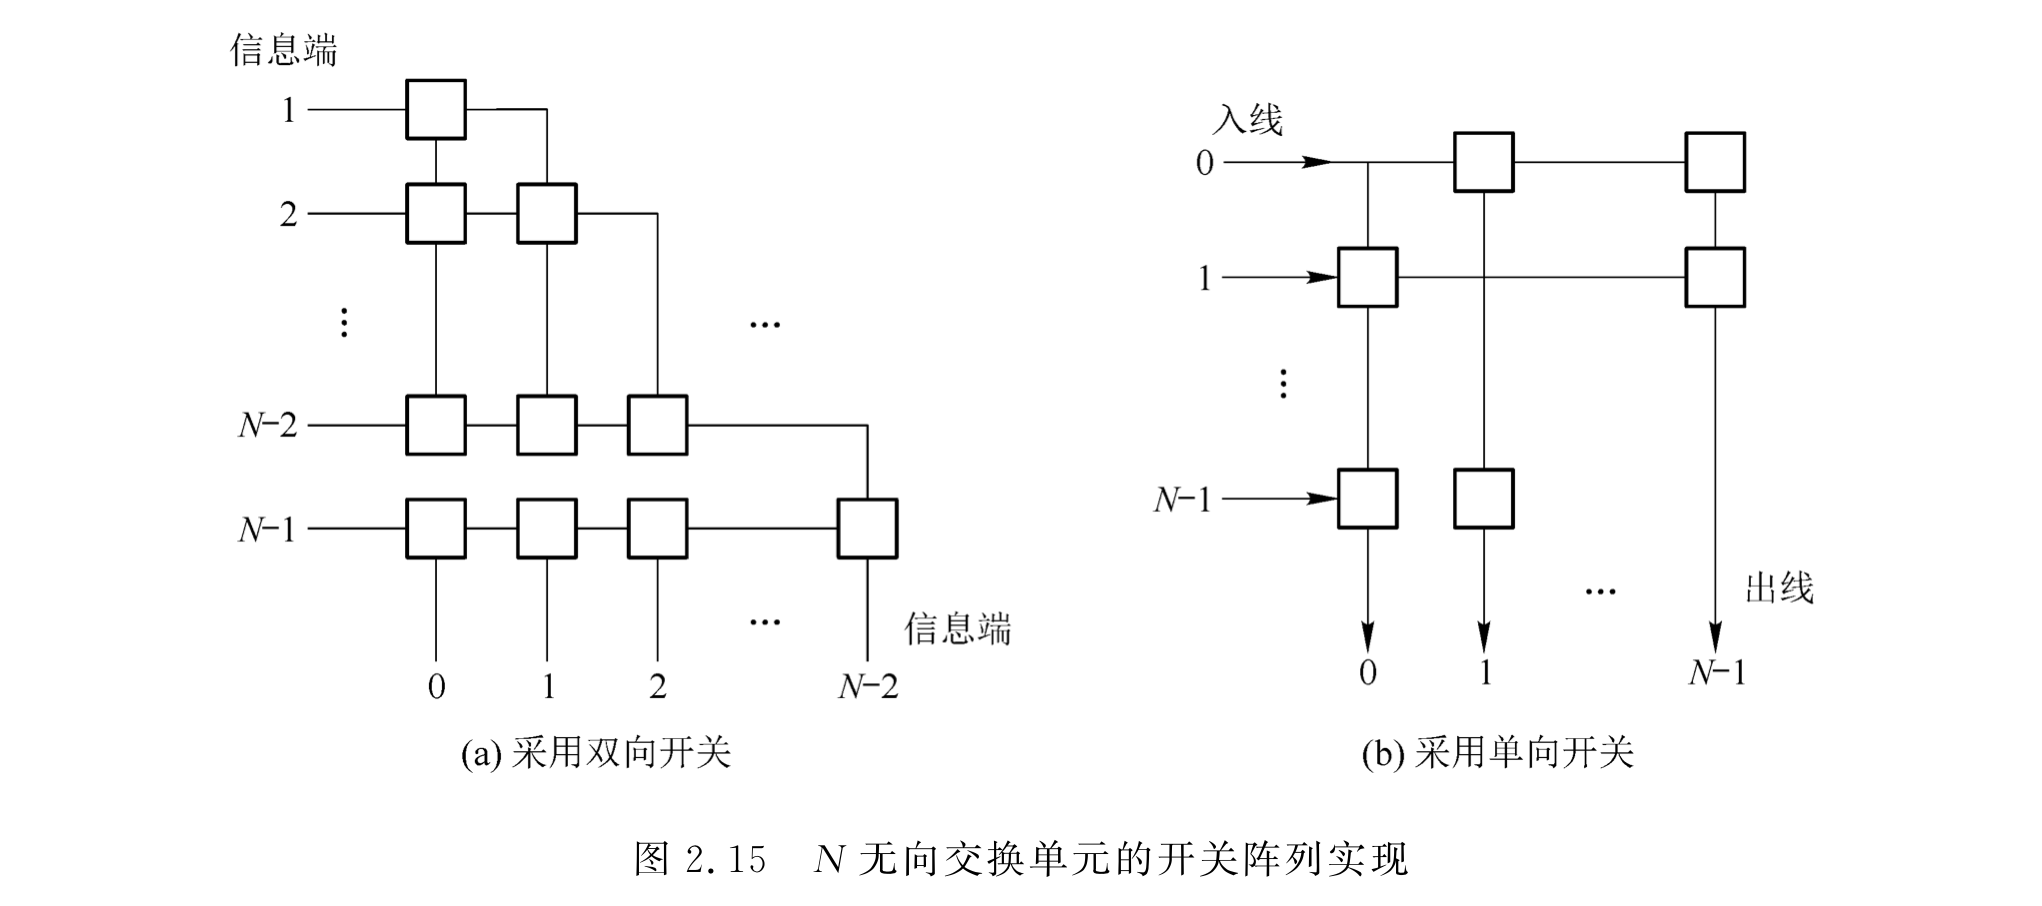 信息端
1
2
⋮
N-2
N-1
...
...
信息端
0 1 2 N-2
(a) 采用双向开关
入线
0
1
⋮
N-1
...
出线
0 1 N-1
(b) 采用单向开关
图 2.15 N 无向交换单元的开关阵列实现